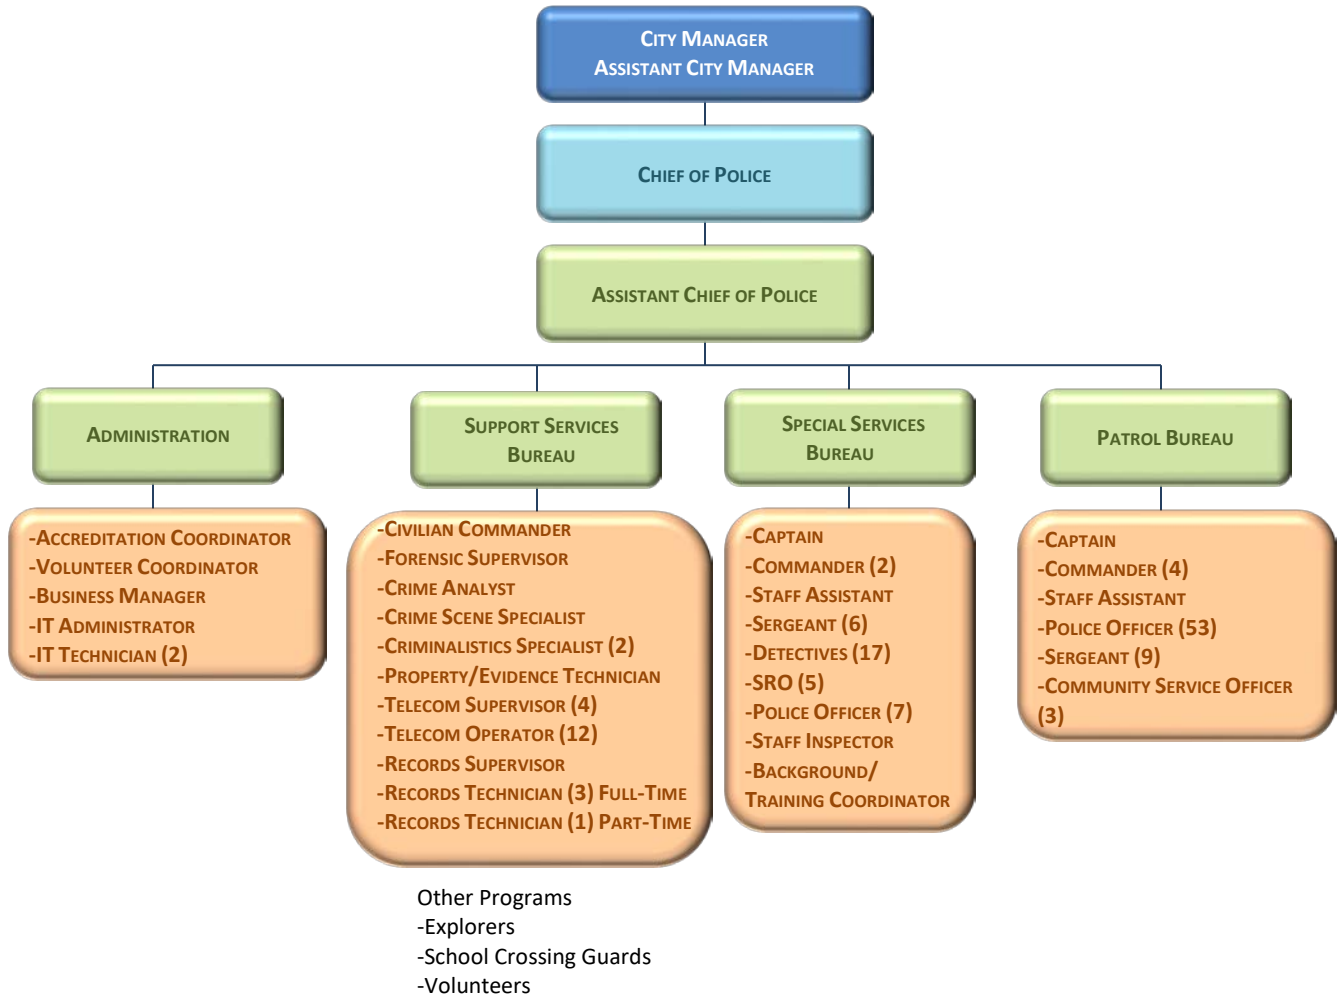 City Manager
Assistant City Manager
Chief of Police
Assistant Chief of Police
Administration
Support Services
Bureau
Special Services
Bureau
Patrol Bureau
-Accreditation Coordinator
-Volunteer Coordinator
-Business Manager
-IT Administrator
-IT Technician (2)
-Civilian Commander
-Forensic Supervisor
-Crime Analyst
-Crime Scene Specialist
-Criminalistics Specialist (2)
-Property/Evidence Technician
-Telecom Supervisor (4)
-Telecom Operator (12)
-Records Supervisor
-Records Technician (3) Full-Time
-Records Technician (1) Part-Time
-Captain
-Commander (2)
-Staff Assistant
-Sergeant (6)
-Detectives (17)
-SRO (5)
-Police Officer (7)
-Staff Inspector
-Background/
Training Coordinator
-Captain
-Commander (4)
-Staff Assistant
-Police Officer (53)
-Sergeant (9)
-Community Service Officer
(3)
Other Programs
-Explorers
-School Crossing Guards
-Volunteers